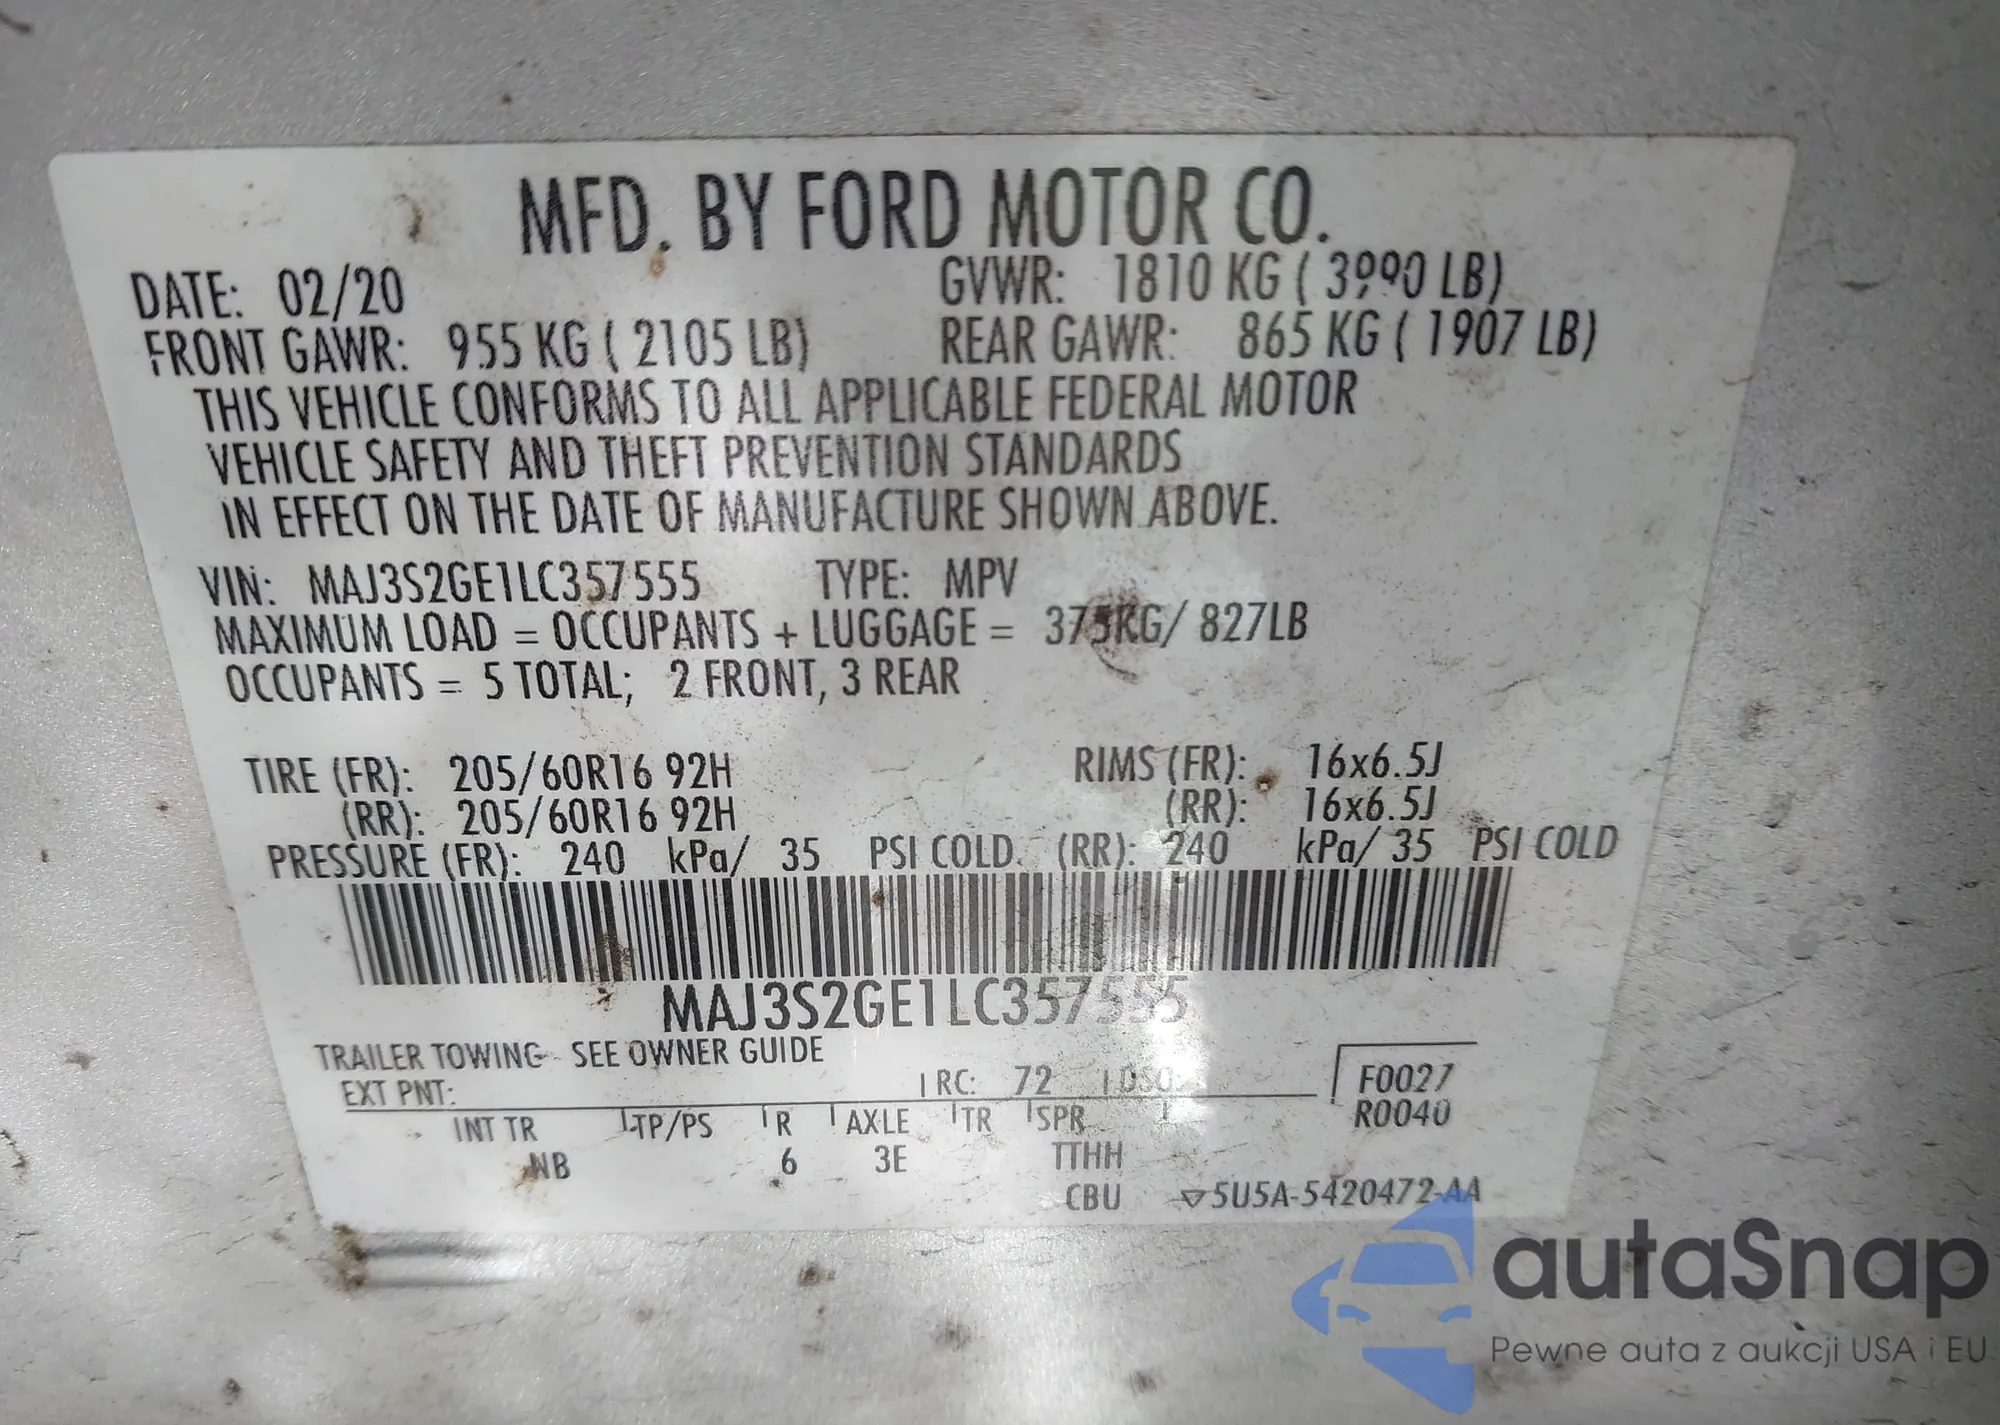 MFD. BY FORD MOTOR CO.
DATE: 02/20 GVWR: 1810 KG ( 3990 LB)
FRONT GAWR: 955 KG ( 2105 LB) REAR GAWR: 865 KG ( 1907 LB)
THIS VEHICLE CONFORMS TO ALL APPLICABLE FEDERAL MOTOR
VEHICLE SAFETY AND THEFT PREVENTION STANDARDS
IN EFFECT ON THE DATE OF MANUFACTURE SHOWN ABOVE.
VIN: MAJ3S2GE1LC357555 TYPE: MPV
MAXIMUM LOAD = OCCUPANTS + LUGGAGE = 375KG/ 827LB
OCCUPANTS = 5 TOTAL; 2 FRONT, 3 REAR
TIRE (FR): 205/60R16 92H RIMS (FR): 16x6.5J
(RR): 205/60R16 92H (RR): 16x6.5J
PRESSURE (FR): 240 kPa/ 35 PSI COLD (RR): 240 kPa/ 35 PSI COLD
MAJ3S2GE1LC357555
TRAILER TOWING - SEE OWNER GUIDE
EXT PNT: RC: 72 F0027
R0040
INT TR TP/PS R AXLE TR SPR
NB 6 3E TTHH
CBU ▽5U5A-5420472-AA
autaSnap
Pewne auta z aukcji USA i EU